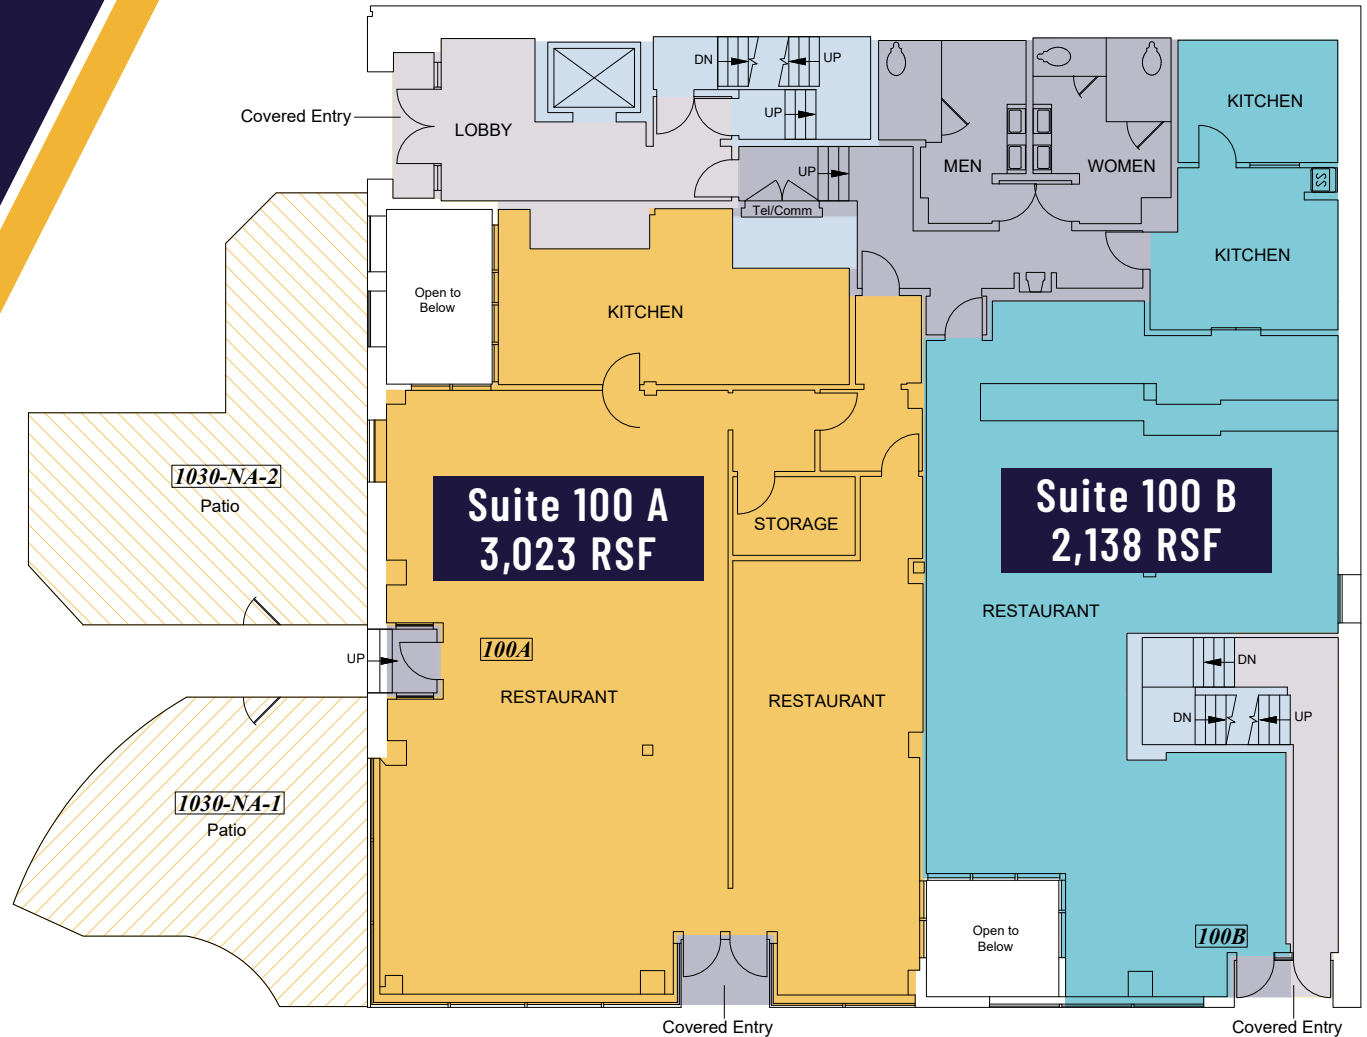 DN
UP
UP
Covered Entry
LOBBY
KITCHEN
MEN
WOMEN
UP
SS
Tel/Comm
KITCHEN
Open to
Below
KITCHEN
1030-NA-2
Patio
Suite 100 A
3,023 RSF
STORAGE
Suite 100 B
2,138 RSF
RESTAURANT
100A
UP
RESTAURANT
RESTAURANT
DN
DN
UP
1030-NA-1
Patio
Open to
Below
100B
Covered Entry
Covered Entry